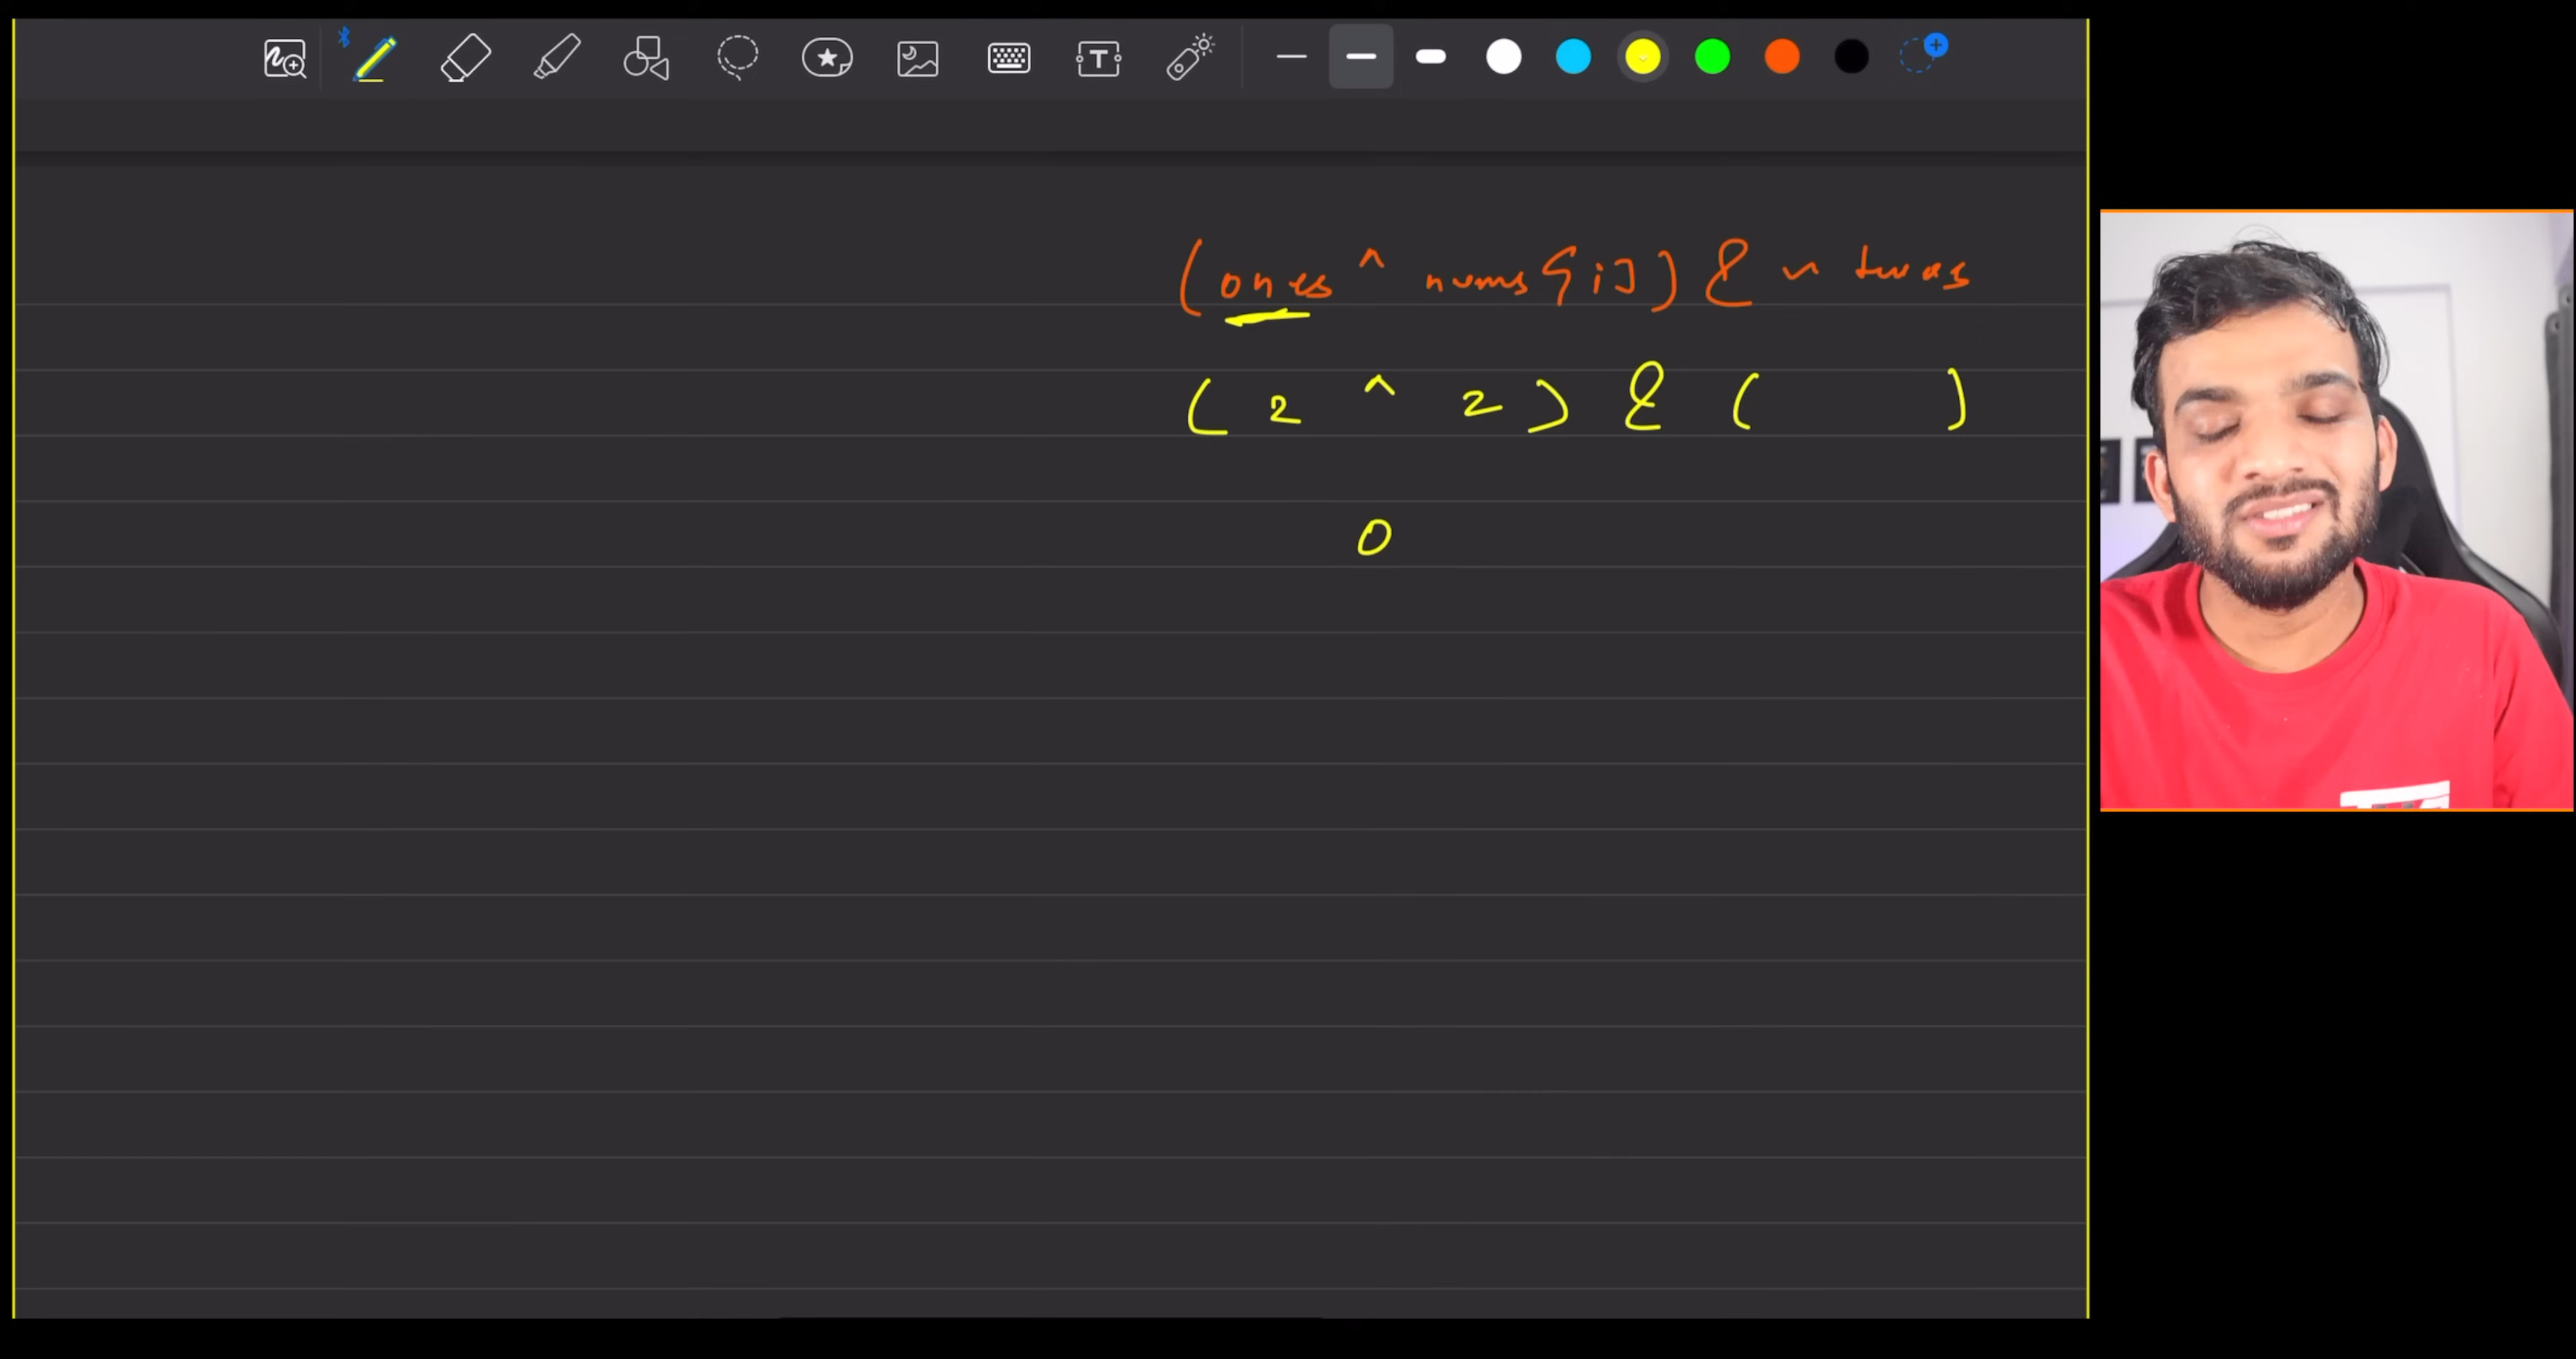 T
(ones ^ nums[i]) & ~ twos
(2 ^ 2) & ( )
0